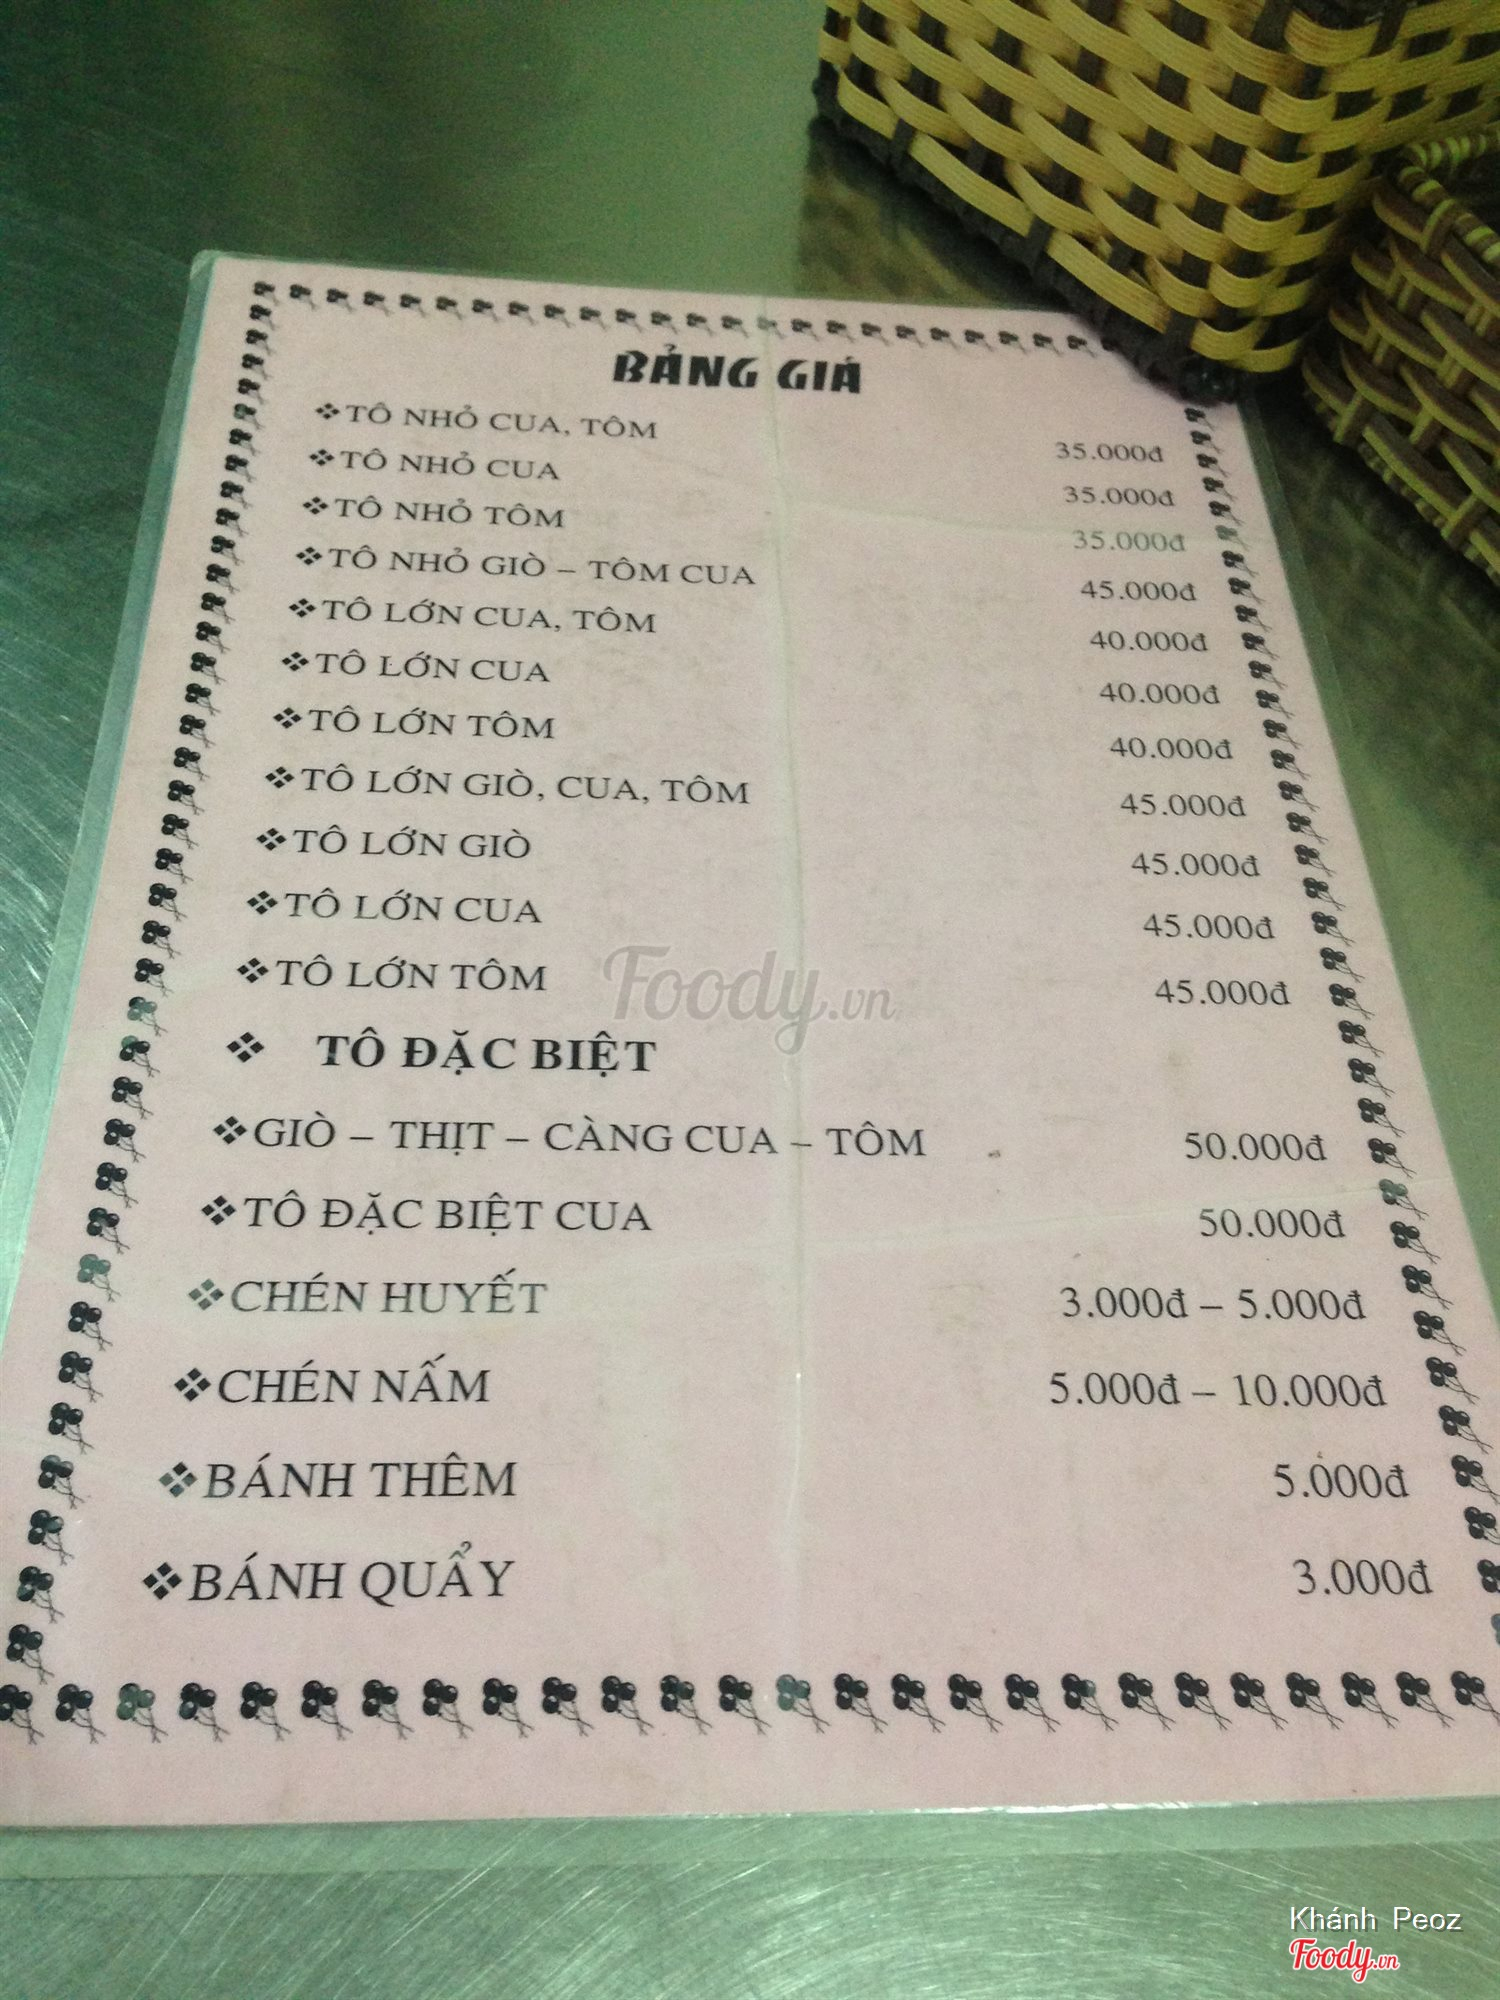 BẢNG GIÁ
❖TÔ NHỎ CUA, TÔM 35.000đ
❖TÔ NHỎ CUA 35.000đ
❖TÔ NHỎ TÔM 35.000đ
❖TÔ NHỎ GIÒ – TÔM CUA 45.000đ
❖TÔ LỚN CUA, TÔM 40.000đ
❖TÔ LỚN CUA 40.000đ
❖TÔ LỚN TÔM 40.000đ
❖TÔ LỚN GIÒ, CUA, TÔM 45.000đ
❖TÔ LỚN GIÒ 45.000đ
❖TÔ LỚN CUA 45.000đ
❖TÔ LỚN TÔM 45.000đ
❖ TÔ ĐẶC BIỆT
❖GIÒ – THỊT – CÀNG CUA – TÔM 50.000đ
❖TÔ ĐẶC BIỆT CUA 50.000đ
❖CHÉN HUYẾT 3.000đ – 5.000đ
❖CHÉN NẤM 5.000đ – 10.000đ
❖BÁNH THÊM 5.000đ
❖BÁNH QUẨY 3.000đ
Foody.vn
Khánh Peoz
Foody.vn